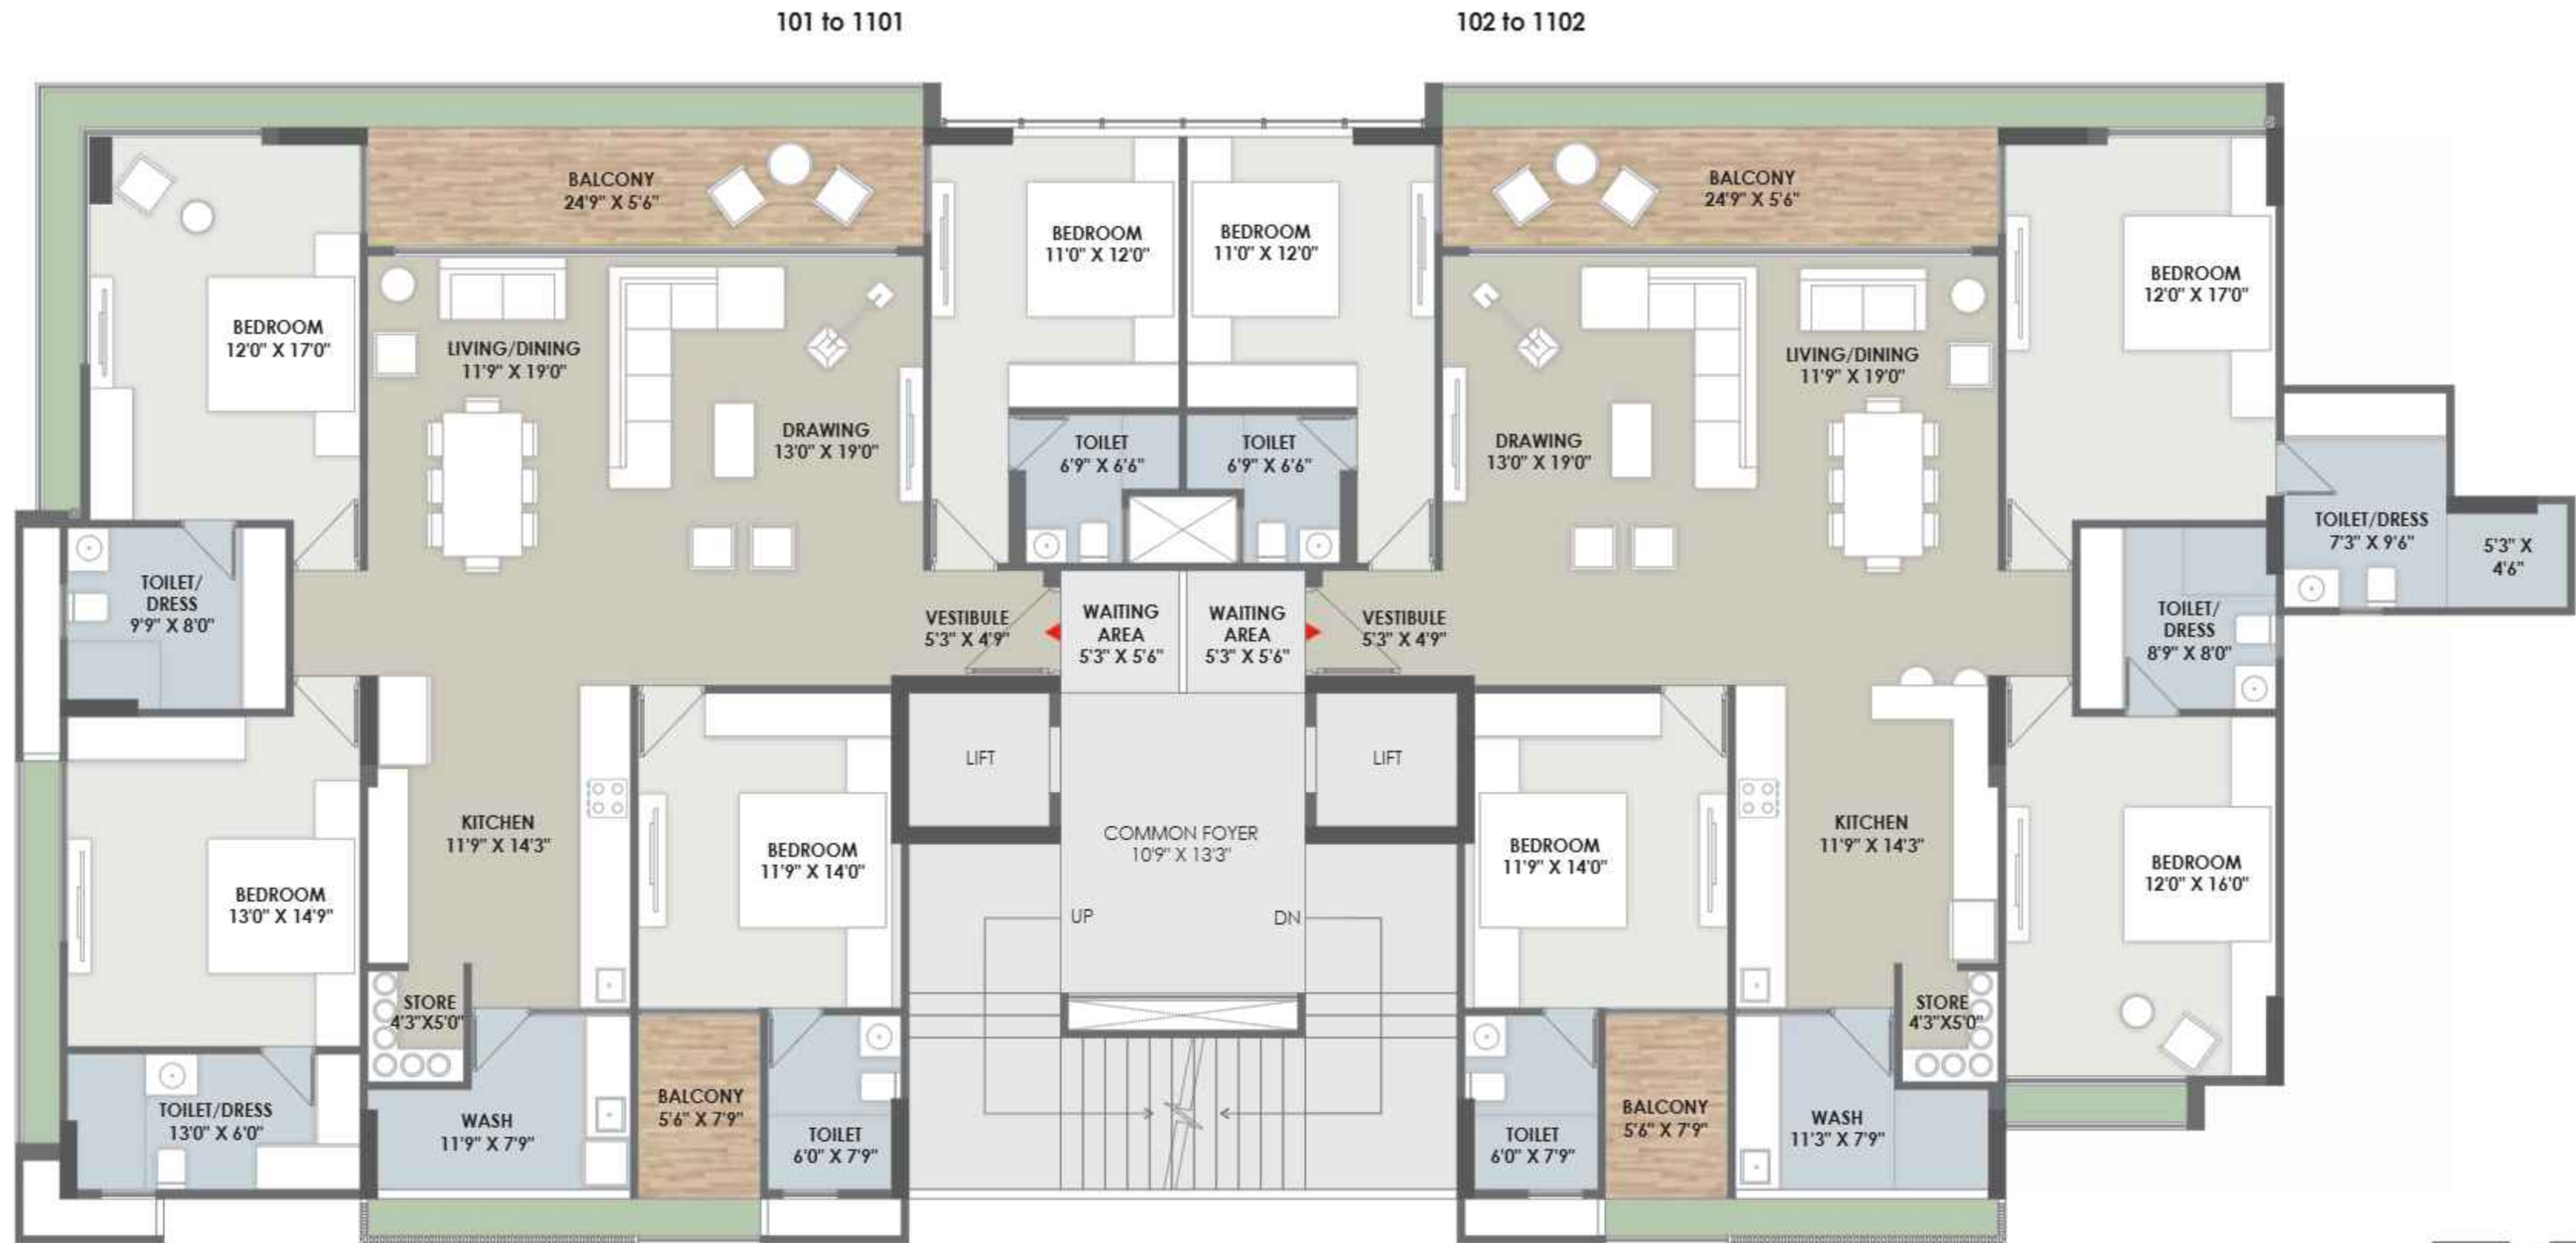 101 to 1101
102 to 1102
BALCONY
24'9" X 5'6"
BEDROOM
11'0" X 12'0"
BEDROOM
11'0" X 12'0"
BALCONY
24'9" X 5'6"
BEDROOM
12'0" X 17'0"
BEDROOM
12'0" X 17'0"
LIVING/DINING
11'9" X 19'0"
LIVING/DINING
11'9" X 19'0"
DRAWING
13'0" X 19'0"
TOILET
6'9" X 6'6"
TOILET
6'9" X 6'6"
DRAWING
13'0" X 19'0"
TOILET/DRESS
7'3" X 9'6"
5'3" X
4'6"
TOILET/
DRESS
9'9" X 8'0"
VESTIBULE
5'3" X 4'9"
WAITING
AREA
5'3" X 5'6"
WAITING
AREA
5'3" X 5'6"
VESTIBULE
5'3" X 4'9"
TOILET/
DRESS
8'9" X 8'0"
LIFT
LIFT
KITCHEN
11'9" X 14'3"
BEDROOM
11'9" X 14'0"
COMMON FOYER
10'9" X 13'3"
BEDROOM
11'9" X 14'0"
KITCHEN
11'9" X 14'3"
BEDROOM
12'0" X 16'0"
BEDROOM
13'0" X 14'9"
UP
DN
STORE
4'3"X5'0"
STORE
4'3"X5'0"
TOILET/DRESS
13'0" X 6'0"
WASH
11'9" X 7'9"
BALCONY
5'6" X 7'9"
TOILET
6'0" X 7'9"
TOILET
6'0" X 7'9"
BALCONY
5'6" X 7'9"
WASH
11'3" X 7'9"